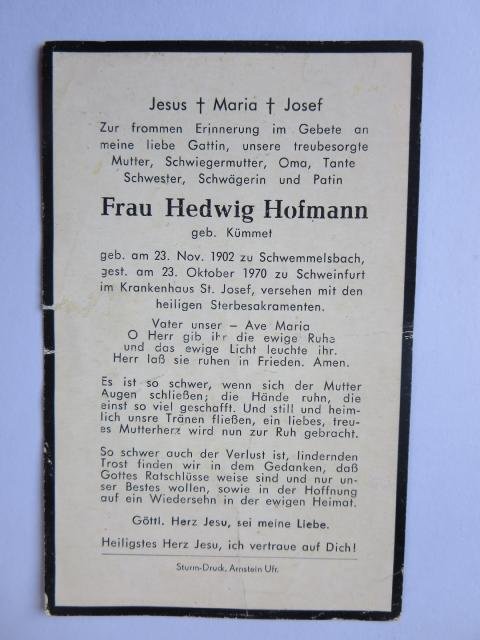 Jesus † Maria † Josef
Zur frommen Erinnerung im Gebete an
meine liebe Gattin, unsere treubesorgte
Mutter, Schwiegermutter, Oma, Tante
Schwester, Schwägerin und Patin
Frau Hedwig Hofmann
geb. Kümmet
geb. am 23. Nov. 1902 zu Schwemmelsbach,
gest. am 23. Oktober 1970 zu Schweinfurt
im Krankenhaus St. Josef, versehen mit den
heiligen Sterbesakramenten.
Vater unser – Ave Maria
O Herr gib ihr die ewige Ruhe
und das ewige Licht leuchte ihr.
Herr laß sie ruhen in Frieden. Amen.
Es ist so schwer, wenn sich der Mutter
Augen schließen; die Hände ruhn, die
einst so viel geschafft. Und still und heim-
lich unsre Tränen fließen, ein liebes, treu-
es Mutterherz wird nun zur Ruh gebracht.
So schwer auch der Verlust ist, lindernden
Trost finden wir in dem Gedanken, daß
Gottes Ratschlüsse weise sind und nur un-
ser Bestes wollen, sowie in der Hoffnung
auf ein Wiedersehn in der ewigen Heimat.
Göttl. Herz Jesu, sei meine Liebe.
Heiligstes Herz Jesu, ich vertraue auf Dich!
Sturm-Druck, Arnstein Ufr.